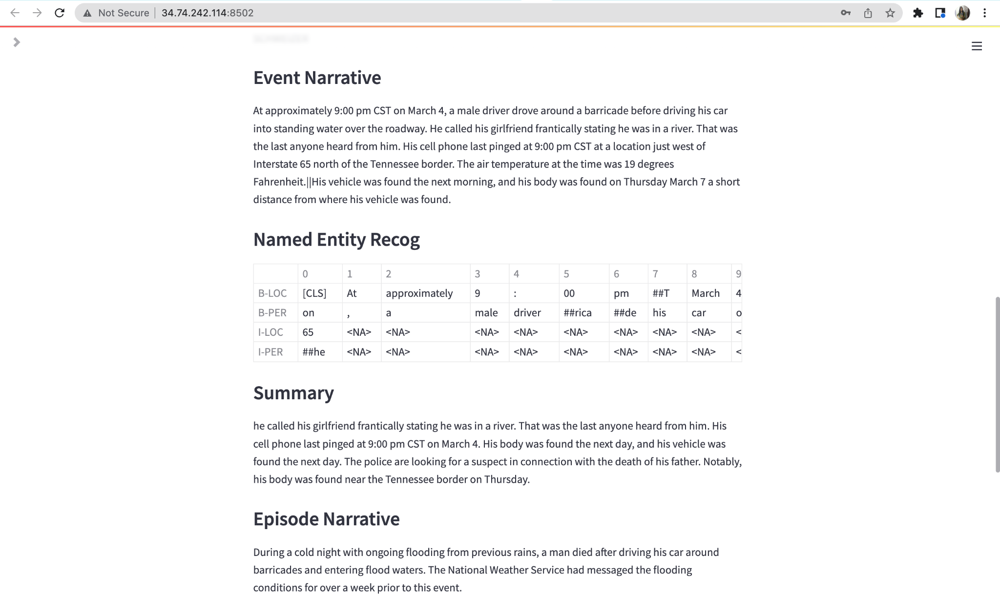 Not Secure | 34.74.242.114:8502
Event Narrative
At approximately 9:00 pm CST on March 4, a male driver drove around a barricade before driving his car
into standing water over the roadway. He called his girlfriend frantically stating he was in a river. That was
the last anyone heard from him. His cell phone last pinged at 9:00 pm CST at a location just west of
Interstate 65 north of the Tennessee border. The air temperature at the time was 19 degrees
Fahrenheit.||His vehicle was found the next morning, and his body was found on Thursday March 7 a short
distance from where his vehicle was found.
Named Entity Recog
0 1 2 3 4 5 6 7 8 9
B-LOC [CLS] At approximately 9 : 00 pm ##T March 4
B-PER on , a male driver ##rica ##de his car o
I-LOC 65 <NA> <NA> <NA> <NA> <NA> <NA> <NA> <NA> <
I-PER ##he <NA> <NA> <NA> <NA> <NA> <NA> <NA> <NA> <
Summary
he called his girlfriend frantically stating he was in a river. That was the last anyone heard from him. His
cell phone last pinged at 9:00 pm CST on March 4. His body was found the next day, and his vehicle was
found the next day. The police are looking for a suspect in connection with the death of his father. Notably,
his body was found near the Tennessee border on Thursday.
Episode Narrative
During a cold night with ongoing flooding from previous rains, a man died after driving his car around
barricades and entering flood waters. The National Weather Service had messaged the flooding
conditions for over a week prior to this event.